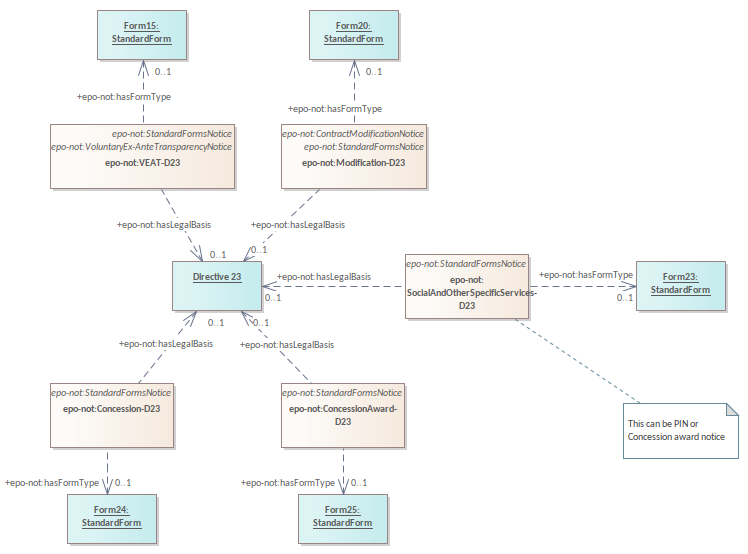 Form15:
StandardForm
Form20:
StandardForm
0..1
0..1
+epo-not:hasFormType
+epo-not:hasFormType
epo-not:StandardFormsNotice
epo-not:VoluntaryEx-AnteTransparencyNotice
epo-not:VEAT-D23
epo-not:ContractModificationNotice
epo-not:StandardFormsNotice
epo-not:Modification-D23
+epo-not:hasLegalBasis
+epo-not:hasLegalBasis
0..1
0..1
Directive 23
+epo-not:hasLegalBasis
0..1
epo-not:StandardFormsNotice
epo-not:
SocialAndOtherSpecificServices-
D23
+epo-not:hasFormType
0..1
Form23:
StandardForm
0..1
0..1
+epo-not:hasLegalBasis
+epo-not:hasLegalBasis
epo-not:StandardFormsNotice
epo-not:Concession-D23
epo-not:StandardFormsNotice
epo-not:ConcessionAward-
D23
This can be PIN or
Concession award notice
+epo-not:hasFormType
0..1
+epo-not:hasFormType
0..1
Form24:
StandardForm
Form25:
StandardForm